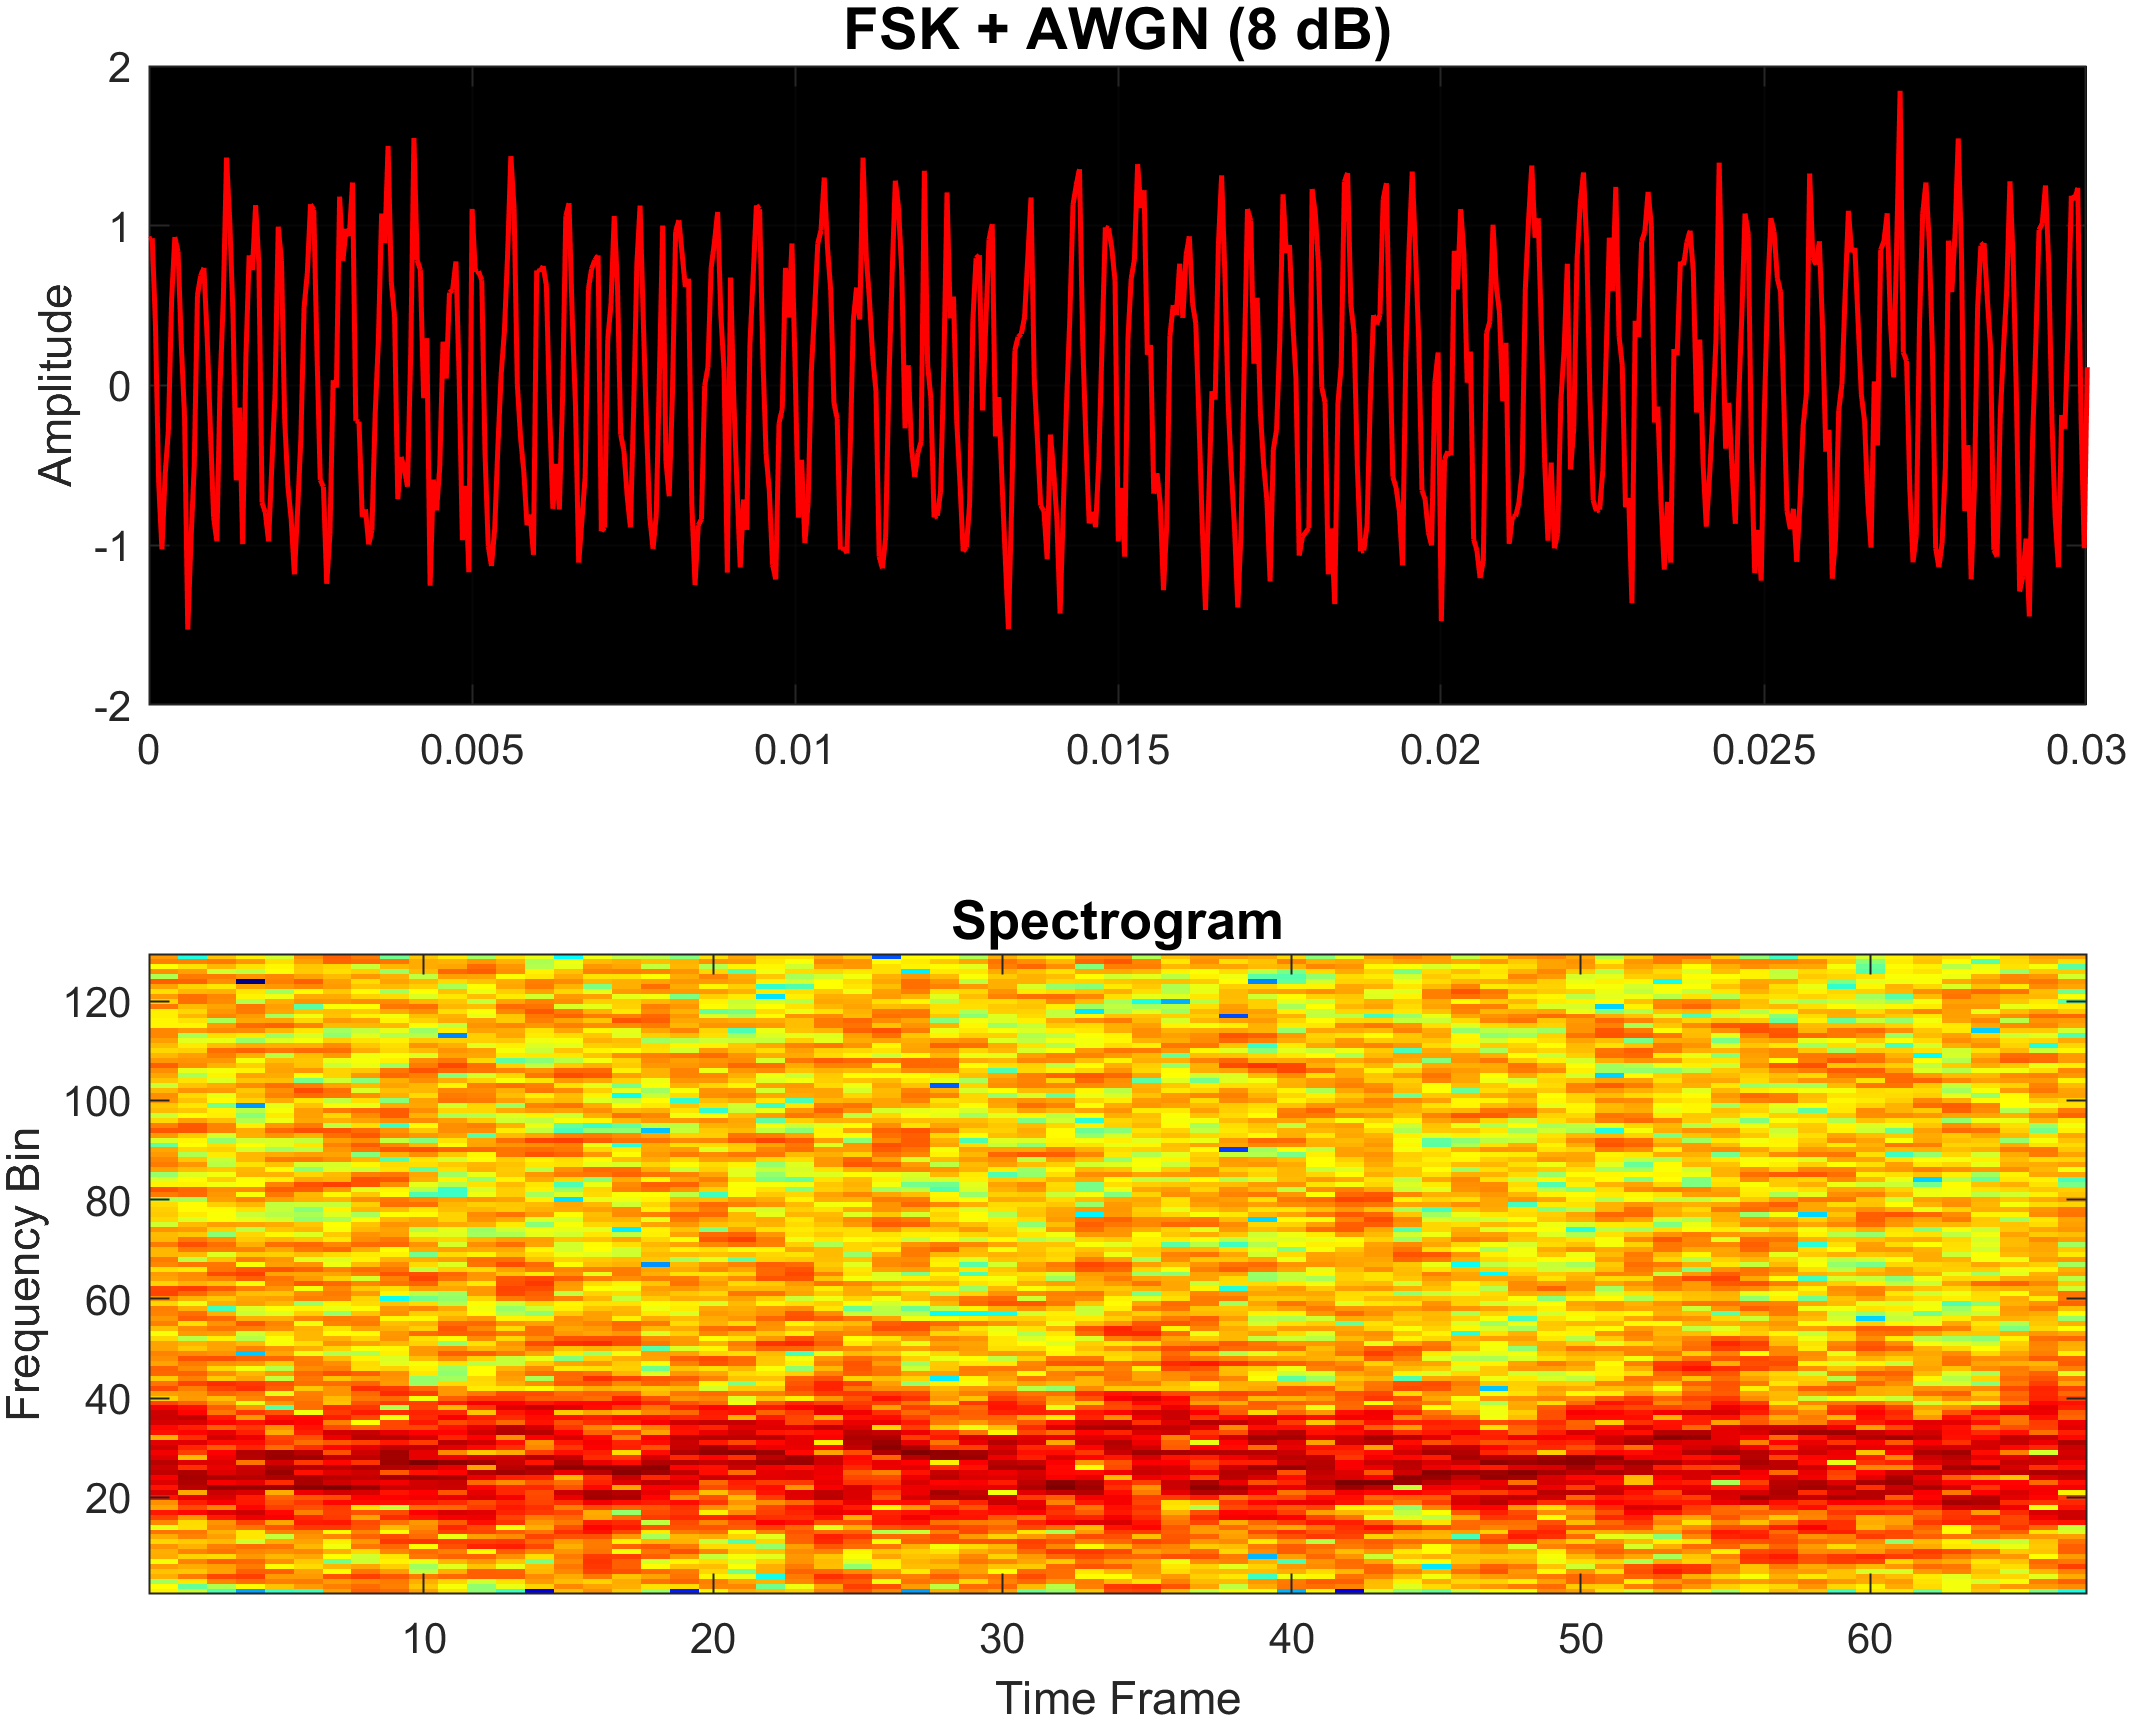 FSK + AWGN (8 dB)
2
1
0
-1
-2
Amplitude
0 0.005 0.01 0.015 0.02 0.025 0.03
Spectrogram
120
100
80
60
40
20
Frequency Bin
10 20 30 40 50 60
Time Frame